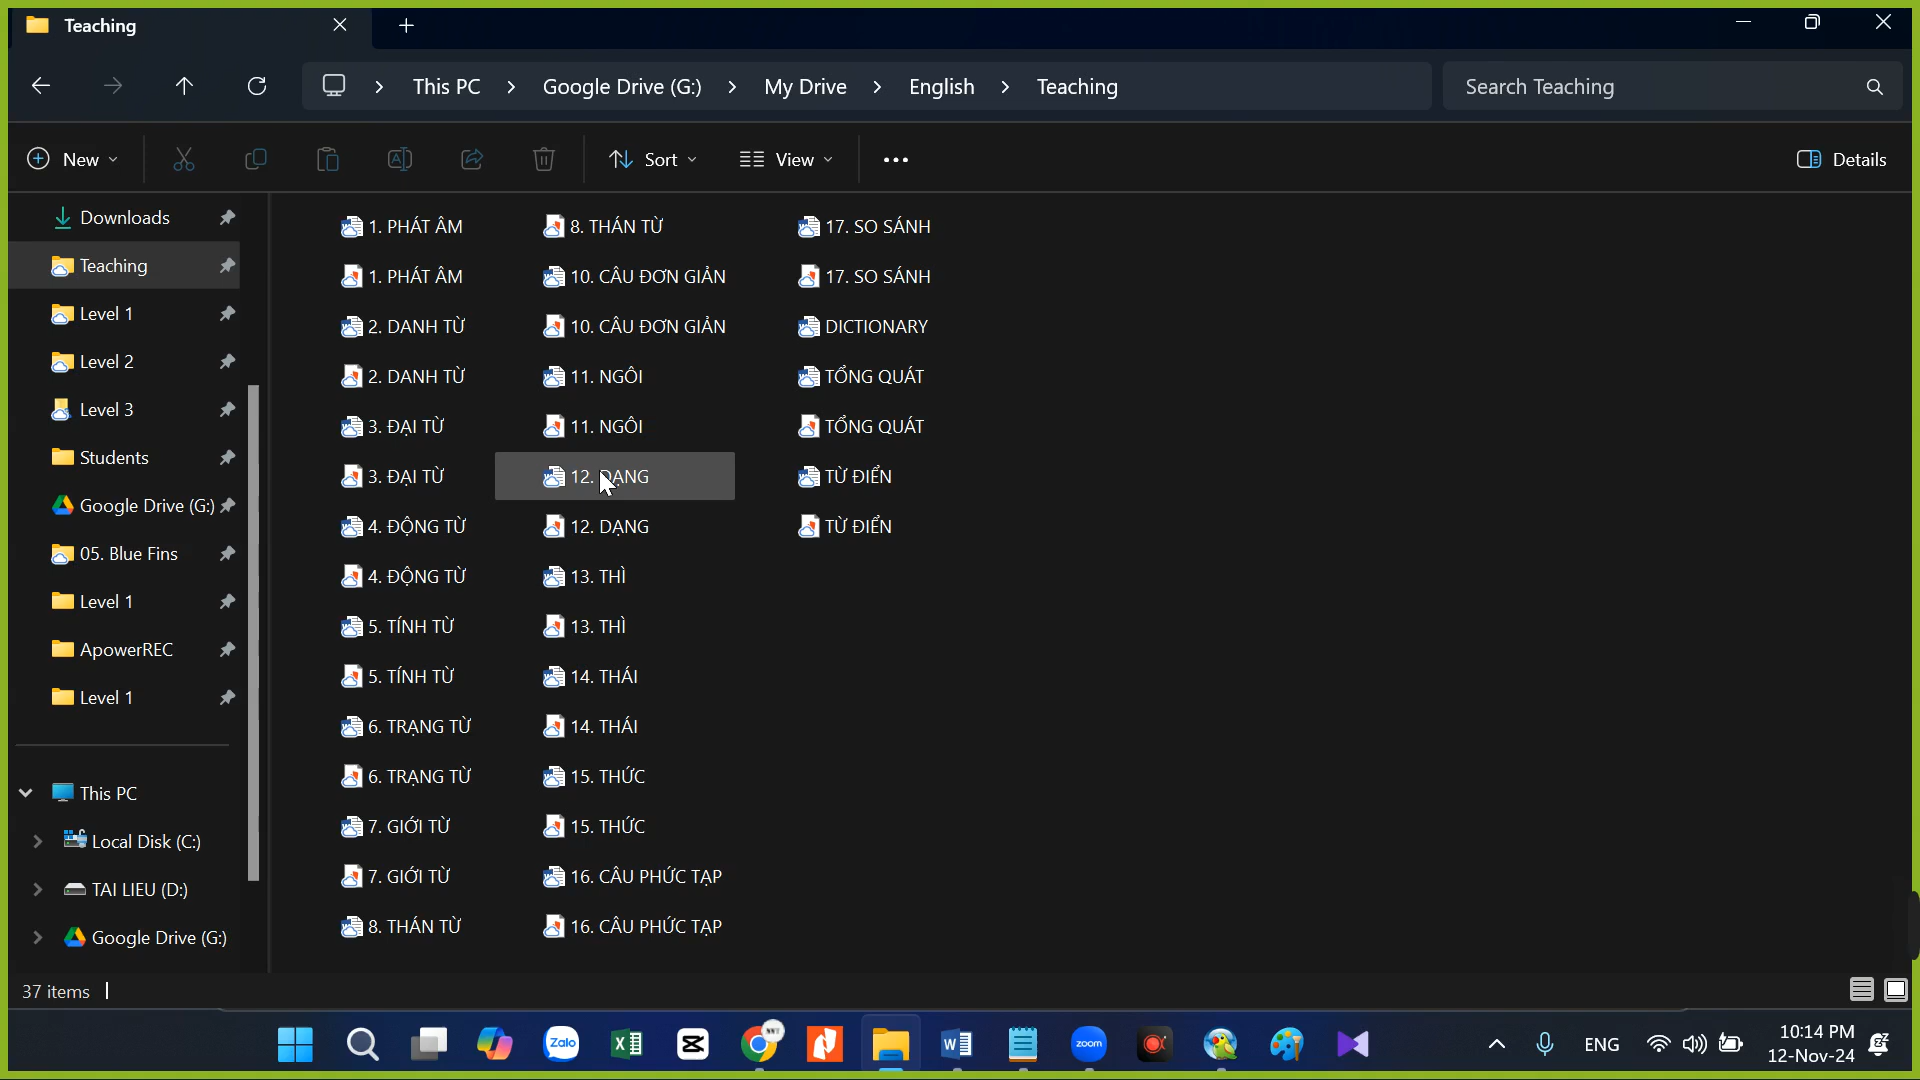 Teaching
This PC > Google Drive (G:) > My Drive > English > Teaching
Search Teaching
New
Sort
View
Details
Downloads
Teaching
Level 1
Level 2
Level 3
Students
Google Drive (G:)
05. Blue Fins
Level 1
ApowerREC
Level 1
This PC
Local Disk (C:)
TAI LIEU (D:)
Google Drive (G:)
1. PHÁT ÂM
1. PHÁT ÂM
2. DANH TỪ
2. DANH TỪ
3. ĐẠI TỪ
3. ĐẠI TỪ
4. ĐỘNG TỪ
4. ĐỘNG TỪ
5. TÍNH TỪ
5. TÍNH TỪ
6. TRẠNG TỪ
6. TRẠNG TỪ
7. GIỚI TỪ
7. GIỚI TỪ
8. THÁN TỪ
8. THÁN TỪ
10. CÂU ĐƠN GIẢN
10. CÂU ĐƠN GIẢN
11. NGÔI
11. NGÔI
12. DẠNG
12. DẠNG
13. THÌ
13. THÌ
14. THÁI
14. THÁI
15. THỨC
15. THỨC
16. CÂU PHỨC TẠP
16. CÂU PHỨC TẠP
17. SO SÁNH
17. SO SÁNH
DICTIONARY
TỔNG QUÁT
TỔNG QUÁT
TỪ ĐIỂN
TỪ ĐIỂN
37 items
Zalo
zoom
ENG
10:14 PM
12-Nov-24